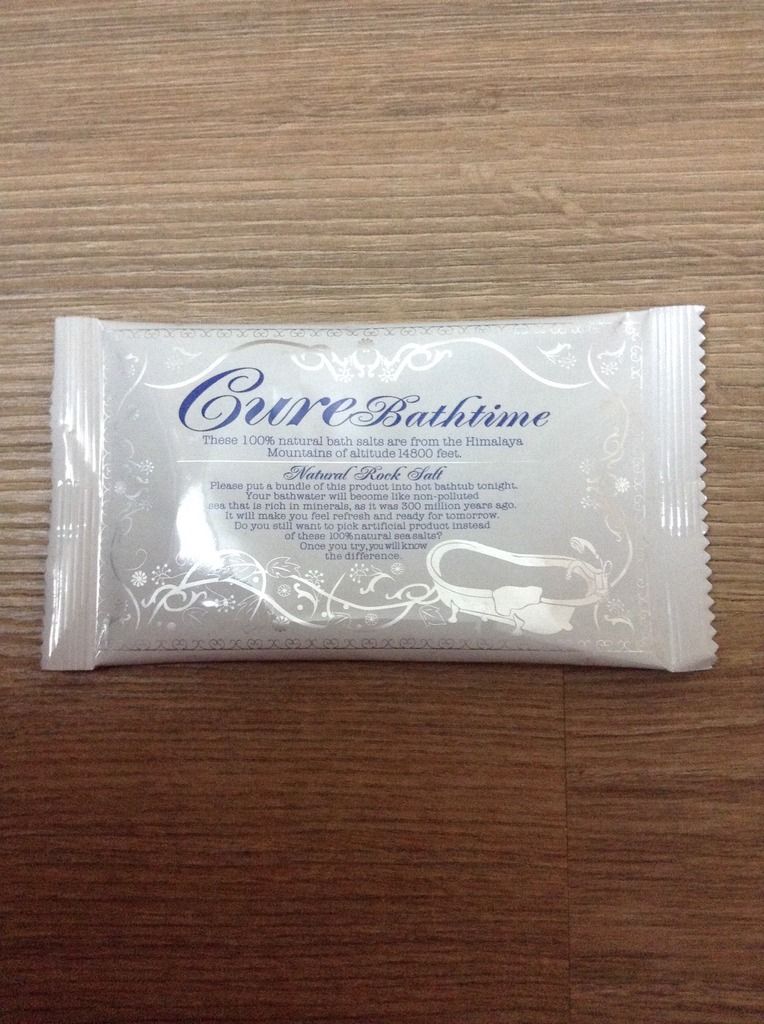 Cure Bathtime
These 100% natural bath salts are from the Himalaya
Mountains of altitude 14800 feet.
Natural Rock Salt
Please put a bundle of this product into hot bathtub tonight.
Your bathwater will become like non-polluted
sea that is rich in minerals, as it was 300 million years ago.
It will make you feel refresh and ready for tomorrow.
Do you still want to pick artificial product instead
of these 100%natural sea salts?
Once you try,you will know
the difference.